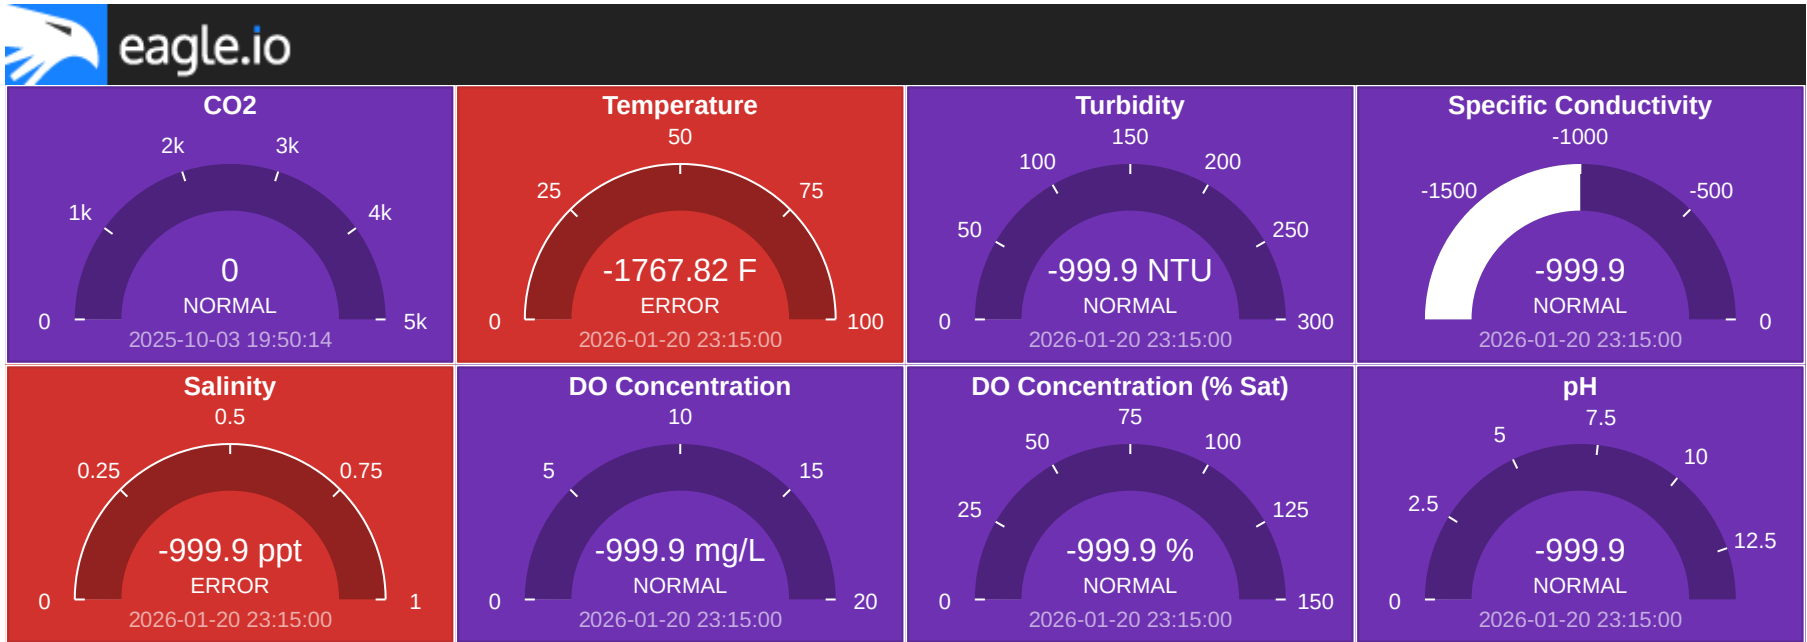 eagle.io
CO2
2k
3k
1k
4k
0
NORMAL
0
5k
2025-10-03 19:50:14
Temperature
50
25
75
-1767.82 F
ERROR
0
100
2026-01-20 23:15:00
Turbidity
150
100
200
50
250
-999.9 NTU
NORMAL
0
300
2026-01-20 23:15:00
Specific Conductivity
-1000
-1500
-500
-999.9
NORMAL
0
2026-01-20 23:15:00
Salinity
0.5
0.25
0.75
-999.9 ppt
ERROR
0
1
2026-01-20 23:15:00
DO Concentration
10
5
15
-999.9 mg/L
NORMAL
0
20
2026-01-20 23:15:00
DO Concentration (% Sat)
75
50
100
25
125
-999.9 %
NORMAL
0
150
2026-01-20 23:15:00
pH
7.5
5
10
2.5
12.5
-999.9
NORMAL
0
2026-01-20 23:15:00